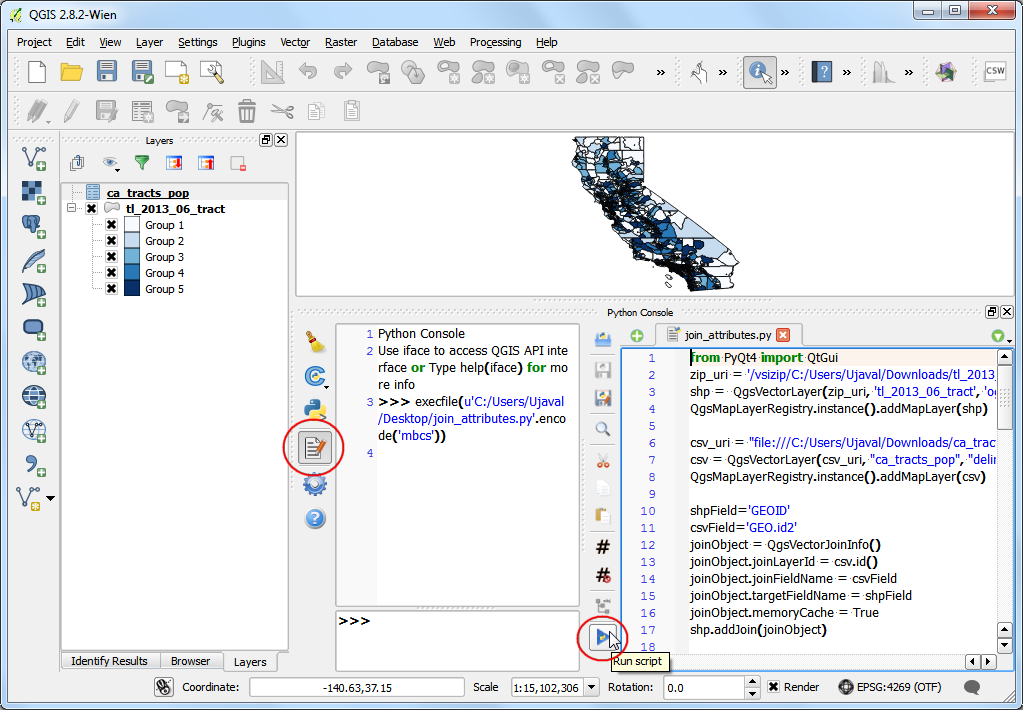 QGIS 2.8.2-Wien
Project Edit View Layer Settings Plugins Vector Raster Database Web Processing Help
» » » » » CSW
Layers
ca_tracts_pop
tl_2013_06_tract
Group 1
Group 2
Group 3
Group 4
Group 5
Python Console
1 Python Console
2 Use iface to access QGIS API inte
rface or Type help(iface) for mo
re info
3 >>> execfile(u'C:/Users/Ujaval
/Desktop/join_attributes.py'.enco
de('mbcs'))
4
>>>
join_attributes.py
1 from PyQt4 import QtGui
2 zip_uri = '/vsizip/C:/Users/Ujaval/Downloads/tl_2013_
3 shp = QgsVectorLayer(zip_uri, 'tl_2013_06_tract', 'o
4 QgsMapLayerRegistry.instance().addMapLayer(shp)
5
6 csv_uri = "file:///C:/Users/Ujaval/Downloads/ca_trac
7 csv = QgsVectorLayer(csv_uri, "ca_tracts_pop", "delin
8 QgsMapLayerRegistry.instance().addMapLayer(csv)
9
10 shpField='GEOID'
11 csvField='GEO.id2'
12 joinObject = QgsVectorJoinInfo()
13 joinObject.joinLayerId = csv.id()
14 joinObject.joinFieldName = csvField
15 joinObject.targetFieldName = shpField
16 joinObject.memoryCache = True
17 shp.addJoin(joinObject)
18
Run script
Identify Results Browser Layers
Coordinate: -140.63,37.15 Scale 1:15,102,306 Rotation: 0.0 Render EPSG:4269 (OTF)